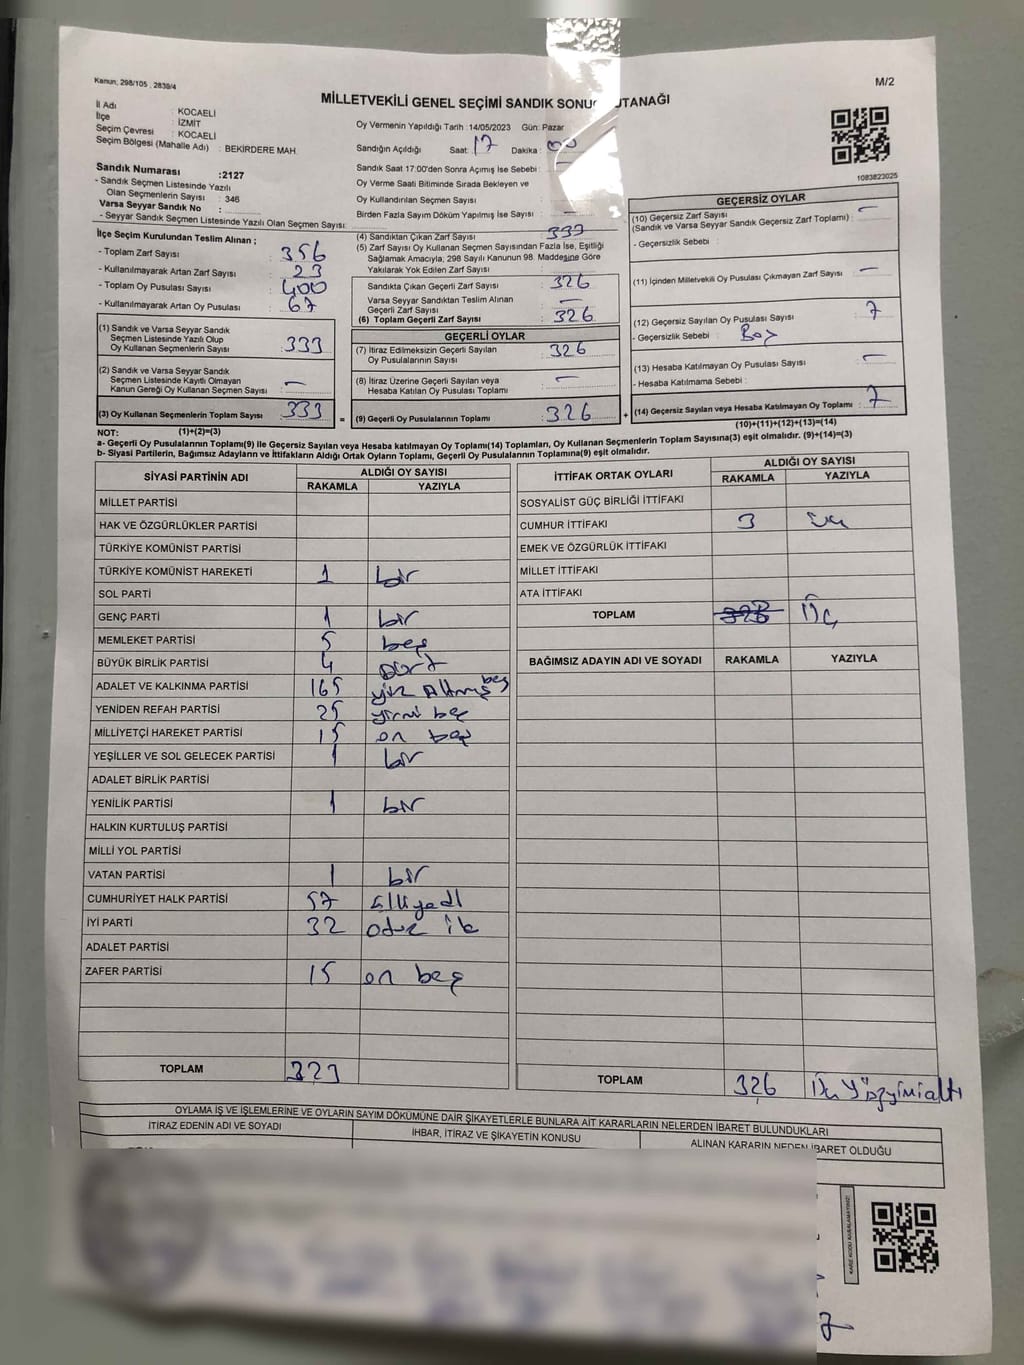 Kanun; 298/105 , 2839/4
M/2
MİLLETVEKİLİ GENEL SEÇİMİ SANDIK SONUÇ TUTANAĞI
İl Adı : KOCAELİ
İlçe : İZMİT
Seçim Çevresi : KOCAELİ
Seçim Bölgesi (Mahalle Adı) : BEKİRDERE MAH.
Sandık Numarası :2127
- Sandık Seçmen Listesinde Yazılı
Olan Seçmenlerin Sayısı : 346
Varsa Seyyar Sandık No :
- Seyyar Sandık Seçmen Listesinde Yazılı Olan Seçmen Sayısı:
Oy Vermenin Yapıldığı Tarih :14/05/2023 Gün: Pazar
Sandığın Açıldığı Saat: 17 Dakika: 00
Sandık Saat 17:00'den Sonra Açımış İse Sebebi : —
Oy Verme Saati Bitiminde Sırada Bekleyen ve
Oy Kullandırılan Seçmen Sayısı :
Birden Fazla Sayım Döküm Yapılmış İse Sayısı : —
1083823025
İlçe Seçim Kurulundan Teslim Alınan ;
- Toplam Zarf Sayısı : 356
- Kullanılmayarak Artan Zarf Sayısı : 23
- Toplam Oy Pusulası Sayısı : 400
- Kullanılmayarak Artan Oy Pusulası : 67
(1) Sandık ve Varsa Seyyar Sandık
Seçmen Listesinde Yazılı Olup
Oy Kullanan Seçmenlerin Sayısı : 333
(2) Sandık ve Varsa Seyyar Sandık
Seçmen Listesinde Kayıtlı Olmayan
Kanun Gereği Oy Kullanan Seçmen Sayısı : —
(3) Oy Kullanan Seçmenlerin Toplam Sayısı : 333
(1)+(2)=(3)
(4) Sandıktan Çıkan Zarf Sayısı : 333
(5) Zarf Sayısı Oy Kullanan Seçmen Sayısından Fazla İse, Eşitliği
Sağlamak Amacıyla; 298 Sayılı Kanunun 98. Maddesine Göre
Yakılarak Yok Edilen Zarf Sayısı :
Sandıkta Çıkan Geçerli Zarf Sayısı : 326
Varsa Seyyar Sandıktan Teslim Alınan
Geçerli Zarf Sayısı : —
(6) Toplam Geçerli Zarf Sayısı : 326
GEÇERLİ OYLAR
(7) İtiraz Edilmeksizin Geçerli Sayılan
Oy Pusulalarının Sayısı : 326
(8) İtiraz Üzerine Geçerli Sayılan veya
Hesaba Katılan Oy Pusulası Toplamı : —
= (9) Geçerli Oy Pusulalarının Toplamı : 326 +
GEÇERSİZ OYLAR
(10) Geçersiz Zarf Sayısı : —
(Sandık ve Varsa Seyyar Sandık Geçersiz Zarf Toplamı)
- Geçersizlik Sebebi :
(11) İçinden Milletvekili Oy Pusulası Çıkmayan Zarf Sayısı : —
(12) Geçersiz Sayılan Oy Pusulası Sayısı : 7
- Geçersizlik Sebebi : Boş
(13) Hesaba Katılmayan Oy Pusulası Sayısı : —
- Hesaba Katılmama Sebebi :
(14) Geçersiz Sayılan veya Hesaba Katılmayan Oy Toplamı : 7
(10)+(11)+(12)+(13)=(14)
NOT:
a- Geçerli Oy Pusulalarının Toplamı(9) ile Geçersiz Sayılan veya Hesaba katılmayan Oy Toplamı(14) Toplamları, Oy Kullanan Seçmenlerin Toplam Sayısına(3) eşit olmalıdır. (9)+(14)=(3)
b- Siyasi Partilerin, Bağımsız Adayların ve İttifakların Aldığı Ortak Oyların Toplamı, Geçerli Oy Pusulalarının Toplamına(9) eşit olmalıdır.
SİYASİ PARTİNİN ADI ALDIĞI OY SAYISI
RAKAMLA YAZIYLA
MİLLET PARTİSİ
HAK VE ÖZGÜRLÜKLER PARTİSİ
TÜRKİYE KOMÜNİST PARTİSİ
TÜRKİYE KOMÜNİST HAREKETİ 1 bir
SOL PARTİ
GENÇ PARTİ 1 bir
MEMLEKET PARTİSİ 5 beş
BÜYÜK BİRLİK PARTİSİ 4 dört
ADALET VE KALKINMA PARTİSİ 165 yüz Altmış beş
YENİDEN REFAH PARTİSİ 25 yirmi beş
MİLLİYETÇİ HAREKET PARTİSİ 15 on beş
YEŞİLLER VE SOL GELECEK PARTİSİ 1 bir
ADALET BİRLİK PARTİSİ
YENİLİK PARTİSİ 1 bir
HALKIN KURTULUŞ PARTİSİ
MİLLİ YOL PARTİSİ
VATAN PARTİSİ 1 bir
CUMHURİYET HALK PARTİSİ 57 Elliyedi
İYİ PARTİ 32 otuz iki
ADALET PARTİSİ
ZAFER PARTİSİ 15 on beş
TOPLAM 323
İTTİFAK ORTAK OYLARI ALDIĞI OY SAYISI
RAKAMLA YAZIYLA
SOSYALİST GÜÇ BİRLİĞİ İTTİFAKI
CUMHUR İTTİFAKI 3 üç
EMEK VE ÖZGÜRLÜK İTTİFAKI
MİLLET İTTİFAKI
ATA İTTİFAKI
TOPLAM Üç
BAĞIMSIZ ADAYIN ADI VE SOYADI RAKAMLA YAZIYLA
TOPLAM 326 Üç Yüzyirmialtı
OYLAMA İŞ VE İŞLEMLERİNE VE OYLARIN SAYIM DÖKÜMÜNE DAİR ŞİKAYETLERLE BUNLARA AİT KARARLARIN NELERDEN İBARET BULUNDUKLARI
İTİRAZ EDENİN ADI VE SOYADI İHBAR, İTİRAZ VE ŞİKAYETİN KONUSU ALINAN KARARIN NEDEN İBARET OLDUĞU
KARE KODU KARALAMAYINIZ!
7